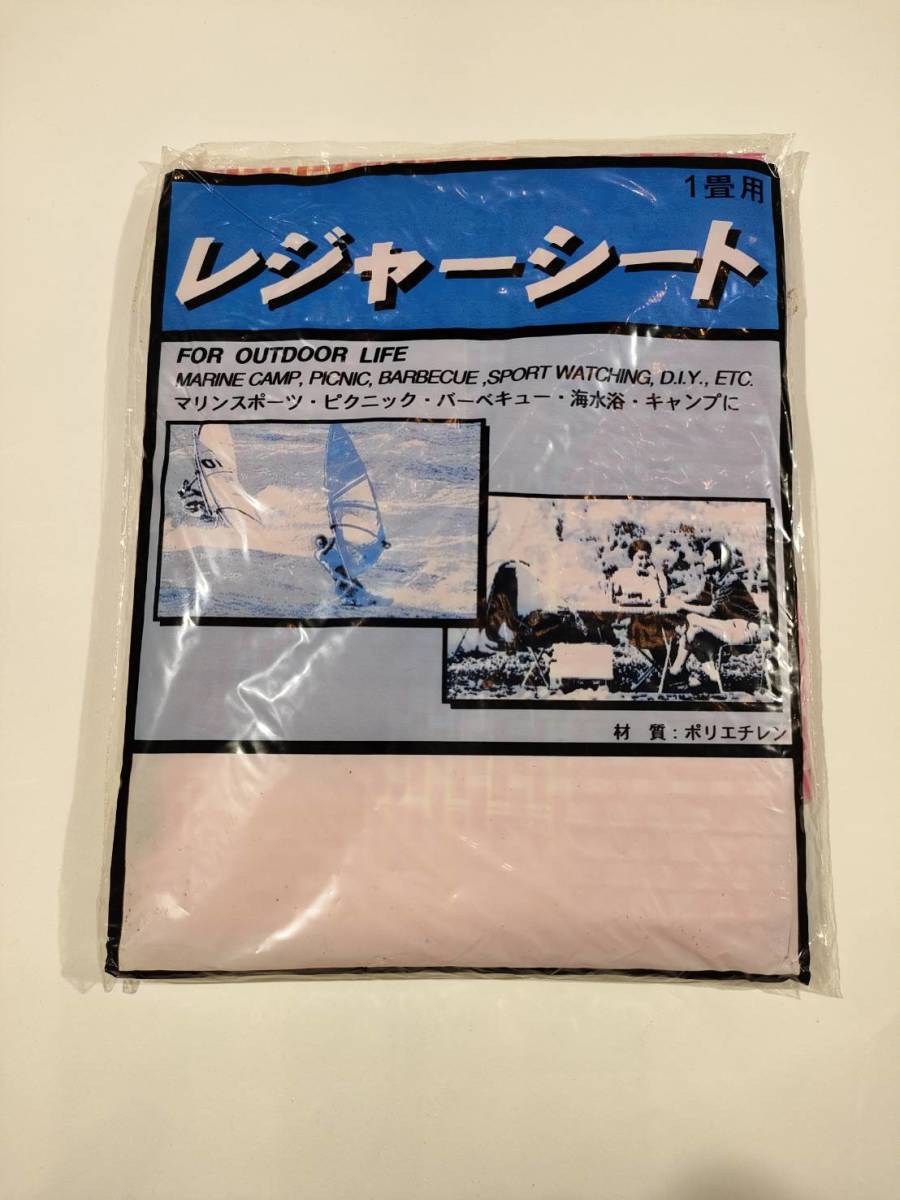 1畳用
レジャーシート
FOR OUTDOOR LIFE
MARINE CAMP, PICNIC, BARBECUE ,SPORT WATCHING, D.I.Y., ETC.
マリンスポーツ・ピクニック・バーベキュー・海水浴・キャンプに
材 質：ポリエチレン